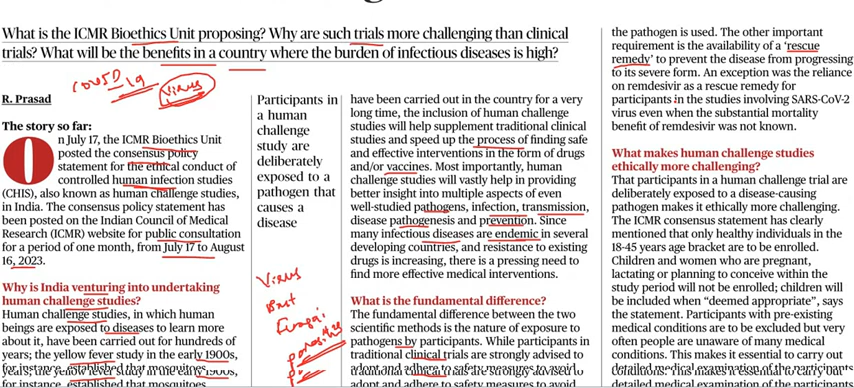 What is the ICMR Bioethics Unit proposing? Why are such trials more challenging than clinical
trials? What will be the benefits in a country where the burden of infectious diseases is high?
COVID-19
Virus
R. Prasad
The story so far:
On July 17, the ICMR Bioethics Unit
posted the consensus policy
statement for the ethical conduct of
controlled human infection studies
(CHIS), also known as human challenge studies,
in India. The consensus policy statement has
been posted on the Indian Council of Medical
Research (ICMR) website for public consultation
for a period of one month, from July 17 to August
16, 2023.
Why is India venturing into undertaking
human challenge studies?
Human challenge studies, in which human
beings are exposed to diseases to learn more
about it, have been carried out for hundreds of
years; the yellow fever study in the early 1900s,
for instance, established that mosquitoes
Participants in
a human
challenge
study are
deliberately
exposed to a
pathogen that
causes a
disease
Virus
Bact
Fungai
have been carried out in the country for a very
long time, the inclusion of human challenge
studies will help supplement traditional clinical
studies and speed up the process of finding safe
and effective interventions in the form of drugs
and/or vaccines. Most importantly, human
challenge studies will vastly help in providing
better insight into multiple aspects of even
well-studied pathogens, infection, transmission,
disease pathogenesis and prevention. Since
many infectious diseases are endemic in several
developing countries, and resistance to existing
drugs is increasing, there is a pressing need to
find more effective medical interventions.
What is the fundamental difference?
The fundamental difference between the two
scientific methods is the nature of exposure to
pathogens by participants. While participants in
traditional clinical trials are strongly advised to
adopt and adhere to safety measures to avoid
the pathogen is used. The other important
requirement is the availability of a ‘rescue
remedy’ to prevent the disease from progressing
to its severe form. An exception was the reliance
on remdesivir as a rescue remedy for
participants in the studies involving SARS-CoV-2
virus even when the substantial mortality
benefit of remdesivir was not known.
What makes human challenge studies
ethically more challenging?
That participants in a human challenge trial are
deliberately exposed to a disease-causing
pathogen makes it ethically more challenging.
The ICMR consensus statement has clearly
mentioned that only healthy individuals in the
18-45 years age bracket are to be enrolled.
Children and women who are pregnant,
lactating or planning to conceive within the
study period will not be enrolled; children will
be included when “deemed appropriate”, says
the statement. Participants with pre-existing
medical conditions are to be excluded but very
often people are unaware of many medical
conditions. This makes it essential to carry out
detailed medical examination of the participants